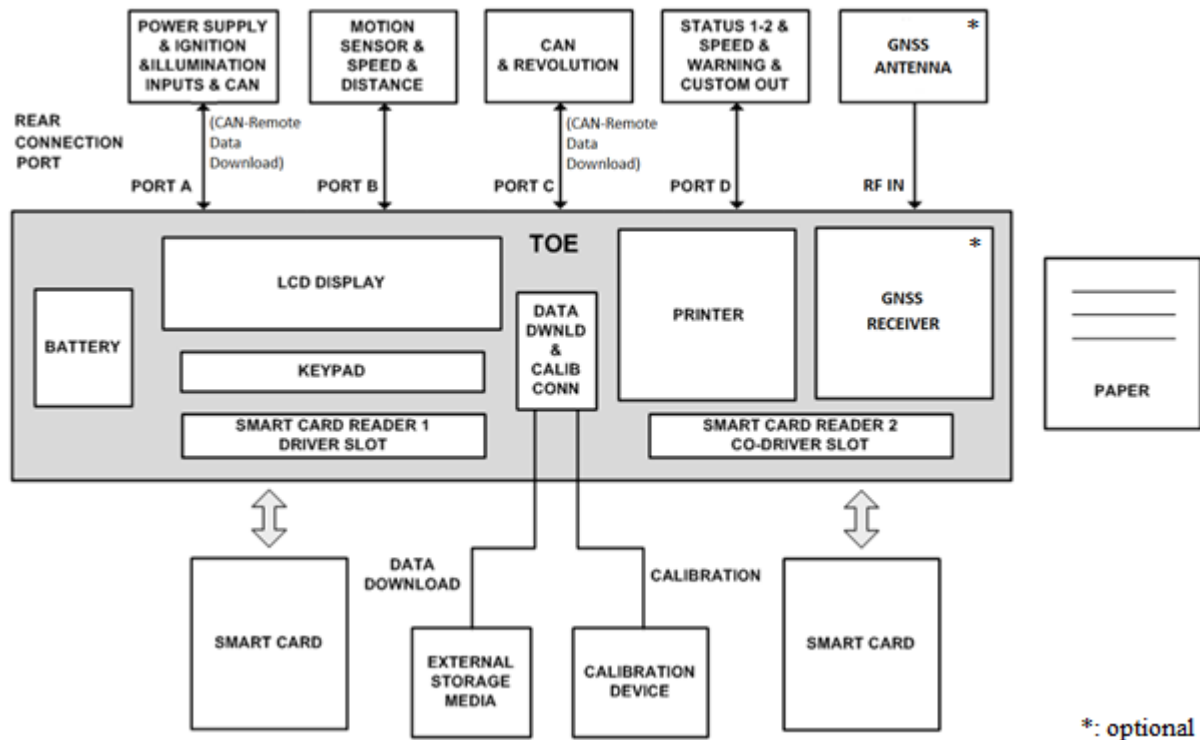 POWER SUPPLY
& IGNITION
&ILLUMINATION
INPUTS & CAN
MOTION
SENSOR &
SPEED &
DISTANCE
CAN
& REVOLUTION
STATUS 1-2 &
SPEED &
WARNING &
CUSTOM OUT
*
GNSS
ANTENNA
REAR
CONNECTION
PORT
(CAN-Remote
Data
Download)
(CAN-Remote
Data
Download)
PORT A
PORT B
PORT C
PORT D
RF IN
TOE
LCD DISPLAY
BATTERY
KEYPAD
SMART CARD READER 1
DRIVER SLOT
DATA
DWNLD
&
CALIB
CONN
PRINTER
*
GNSS
RECEIVER
SMART CARD READER 2
CO-DRIVER SLOT
PAPER
DATA
DOWNLOAD
CALIBRATION
SMART CARD
EXTERNAL
STORAGE
MEDIA
CALIBRATION
DEVICE
SMART CARD
*: optional